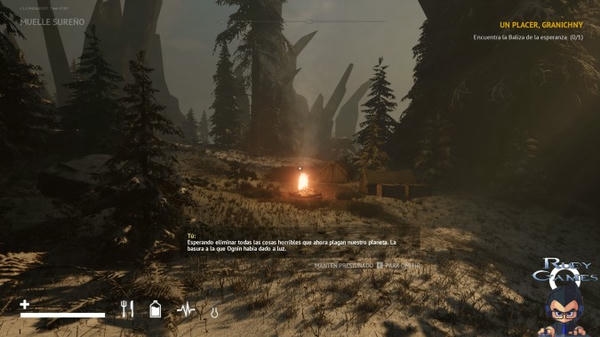 MUELLE SUREÑO
UN PLACER, GRANICHNY
Encuentra la Baliza de la esperanza: (0/1)
Tú:
Esperando eliminar todas las cosas horribles que ahora plagan nuestro planeta. La
basura a la que Ognin había dado a luz.
MANTÉN PRESIONADO
RUBY
GAMES